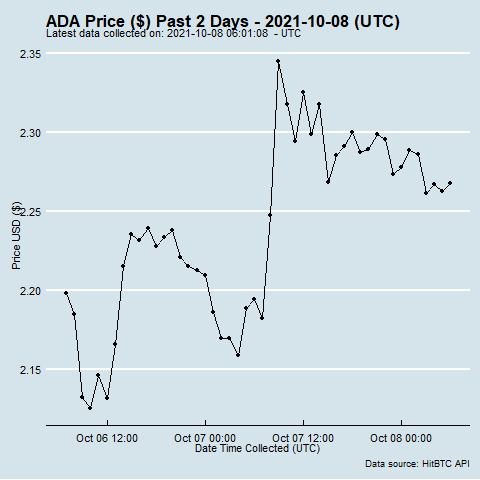 ADA Price ($) Past 2 Days - 2021-10-08 (UTC)
Latest data collected on: 2021-10-08 06:01:08 - UTC
2.35
2.30
2.25
2.20
2.15
Price USD ($)
Oct 06 12:00 Oct 07 00:00 Oct 07 12:00 Oct 08 00:00
Date Time Collected (UTC)
Data source: HitBTC API